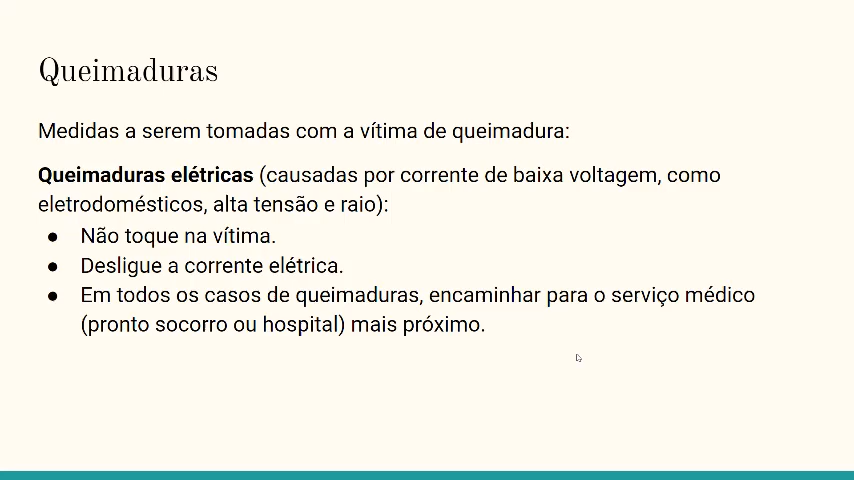 Queimaduras
Medidas a serem tomadas com a vítima de queimadura:
Queimaduras elétricas (causadas por corrente de baixa voltagem, como
eletrodomésticos, alta tensão e raio):
● Não toque na vítima.
● Desligue a corrente elétrica.
● Em todos os casos de queimaduras, encaminhar para o serviço médico
(pronto socorro ou hospital) mais próximo.